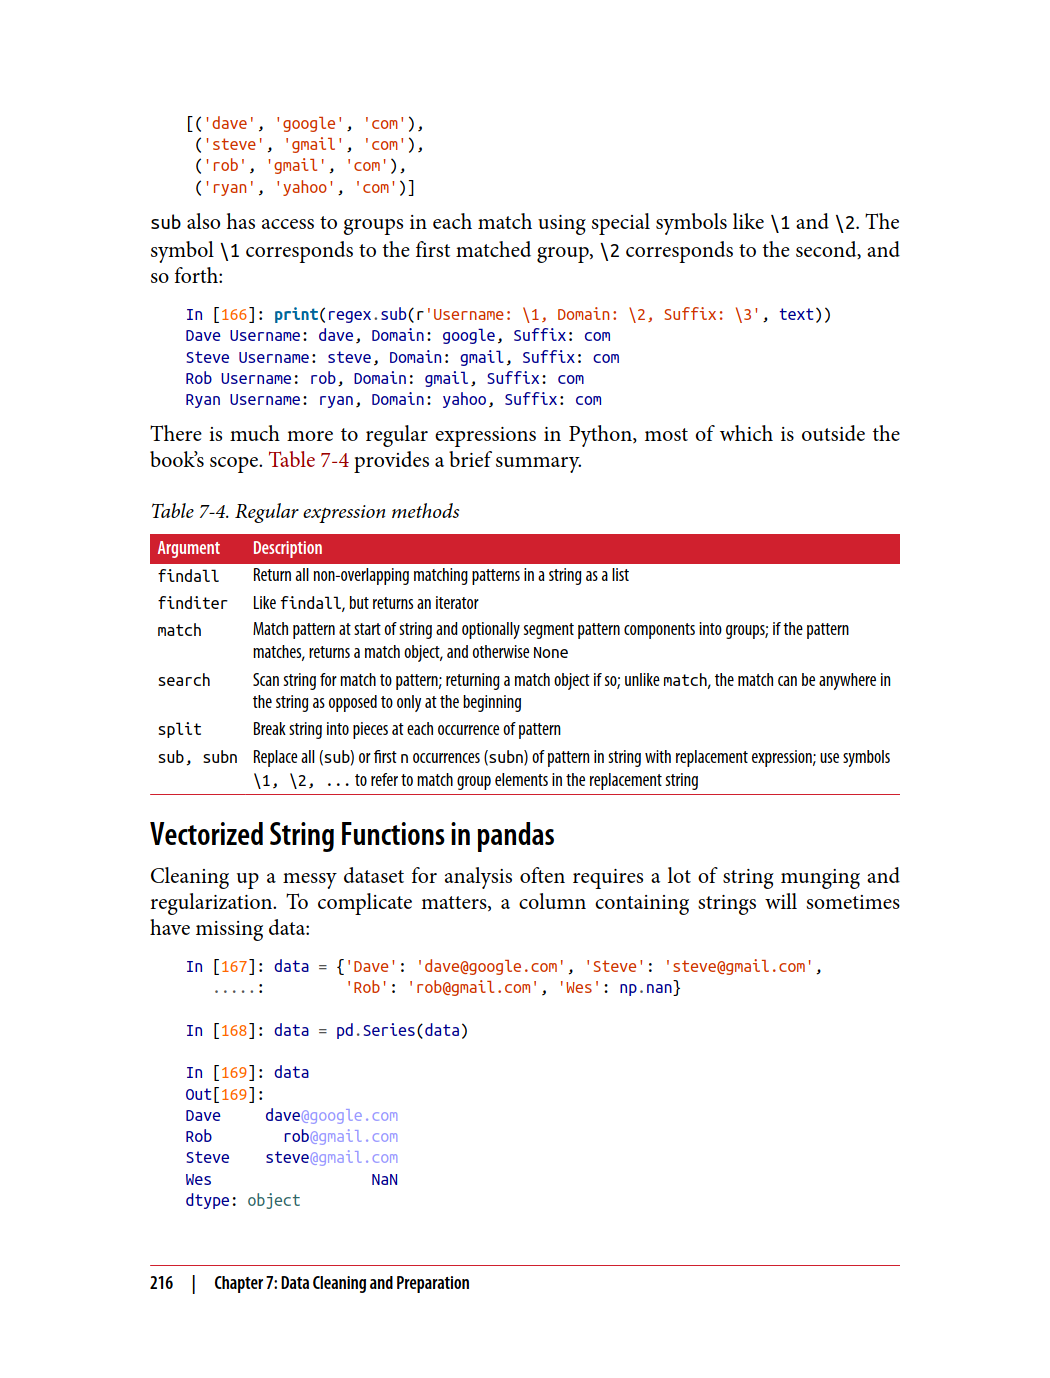 [('dave', 'google', 'com'),
 ('steve', 'gmail', 'com'),
 ('rob', 'gmail', 'com'),
 ('ryan', 'yahoo', 'com')]
sub also has access to groups in each match using special symbols like \1 and \2. The
symbol \1 corresponds to the first matched group, \2 corresponds to the second, and
so forth:
In [166]: print(regex.sub(r'Username: \1, Domain: \2, Suffix: \3', text))
Dave Username: dave, Domain: google, Suffix: com
Steve Username: steve, Domain: gmail, Suffix: com
Rob Username: rob, Domain: gmail, Suffix: com
Ryan Username: ryan, Domain: yahoo, Suffix: com
There is much more to regular expressions in Python, most of which is outside the
book's scope. Table 7-4 provides a brief summary.
Table 7-4. Regular expression methods
Argument Description
findall Return all non-overlapping matching patterns in a string as a list
finditer Like findall, but returns an iterator
match Match pattern at start of string and optionally segment pattern components into groups; if the pattern
matches, returns a match object, and otherwise None
search Scan string for match to pattern; returning a match object if so; unlike match, the match can be anywhere in
the string as opposed to only at the beginning
split Break string into pieces at each occurrence of pattern
sub, subn Replace all (sub) or first n occurrences (subn) of pattern in string with replacement expression; use symbols
\1, \2, ... to refer to match group elements in the replacement string
Vectorized String Functions in pandas
Cleaning up a messy dataset for analysis often requires a lot of string munging and
regularization. To complicate matters, a column containing strings will sometimes
have missing data:
In [167]: data = {'Dave': 'dave@google.com', 'Steve': 'steve@gmail.com',
   .....:         'Rob': 'rob@gmail.com', 'Wes': np.nan}
In [168]: data = pd.Series(data)
In [169]: data
Out[169]:
Dave     dave@google.com
Rob        rob@gmail.com
Steve    steve@gmail.com
Wes                  NaN
dtype: object
216 | Chapter 7: Data Cleaning and Preparation